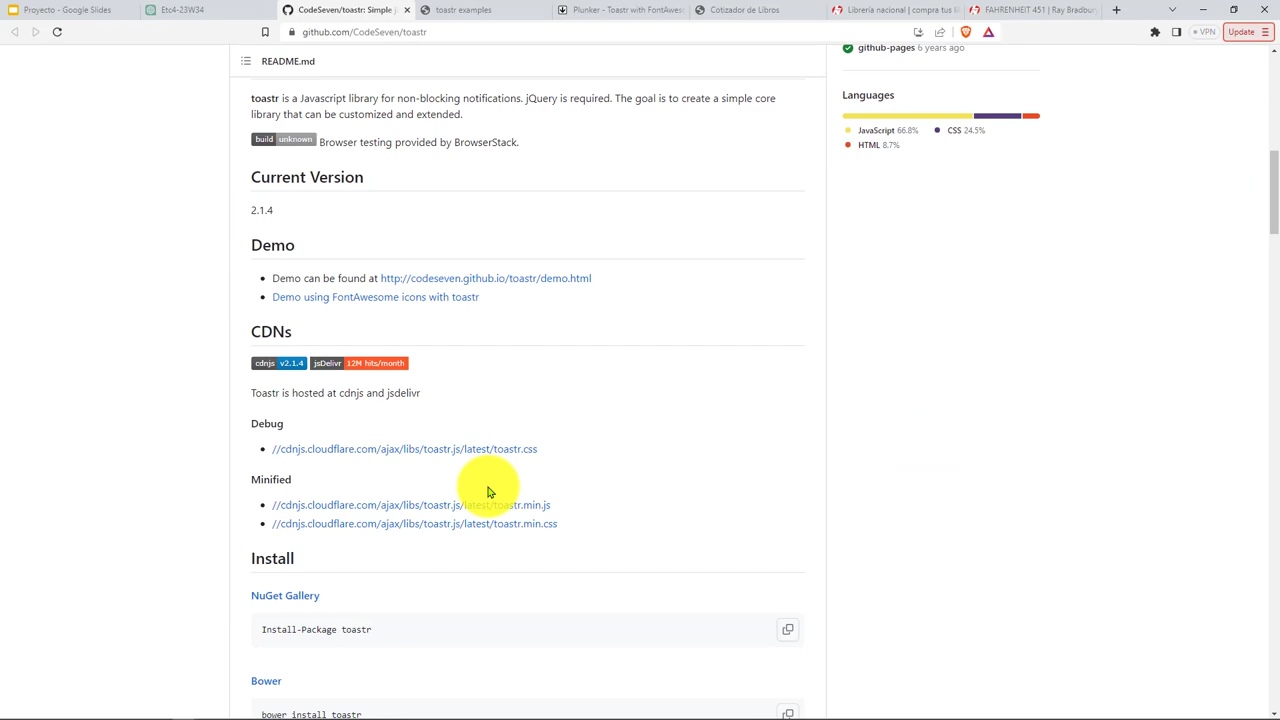 Proyecto - Google Slides
Etc4-23W34
CodeSeven/toastr: Simple j
toastr examples
Plunker - Toastr with FontAweso
Cotizador de Libros
Librería nacional | compra tus li
FAHRENHEIT 451 | Ray Bradbury
github.com/CodeSeven/toastr
VPN
Update
README.md
github-pages 6 years ago
toastr is a Javascript library for non-blocking notifications. jQuery is required. The goal is to create a simple core
library that can be customized and extended.
build unknown Browser testing provided by BrowserStack.
Current Version
2.1.4
Demo
• Demo can be found at http://codeseven.github.io/toastr/demo.html
• Demo using FontAwesome icons with toastr
CDNs
cdnjs v2.1.4 jsDelivr 12M hits/month
Toastr is hosted at cdnjs and jsdelivr
Debug
• //cdnjs.cloudflare.com/ajax/libs/toastr.js/latest/toastr.css
Minified
• //cdnjs.cloudflare.com/ajax/libs/toastr.js/latest/toastr.min.js
• //cdnjs.cloudflare.com/ajax/libs/toastr.js/latest/toastr.min.css
Install
NuGet Gallery
Install-Package toastr
Bower
bower install toastr
Languages
JavaScript 66.8%
CSS 24.5%
HTML 8.7%